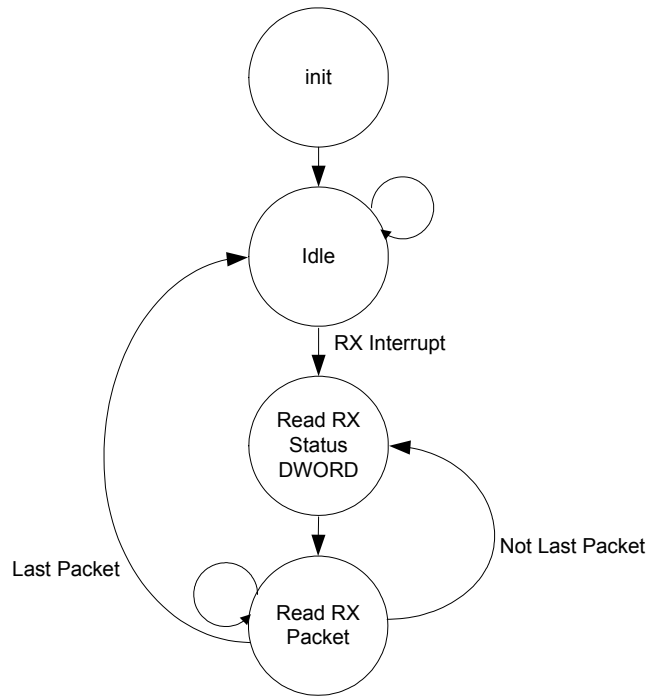 init
Idle
RX Interrupt
Read RX
Status
DWORD
Not Last Packet
Last Packet
Read RX
Packet